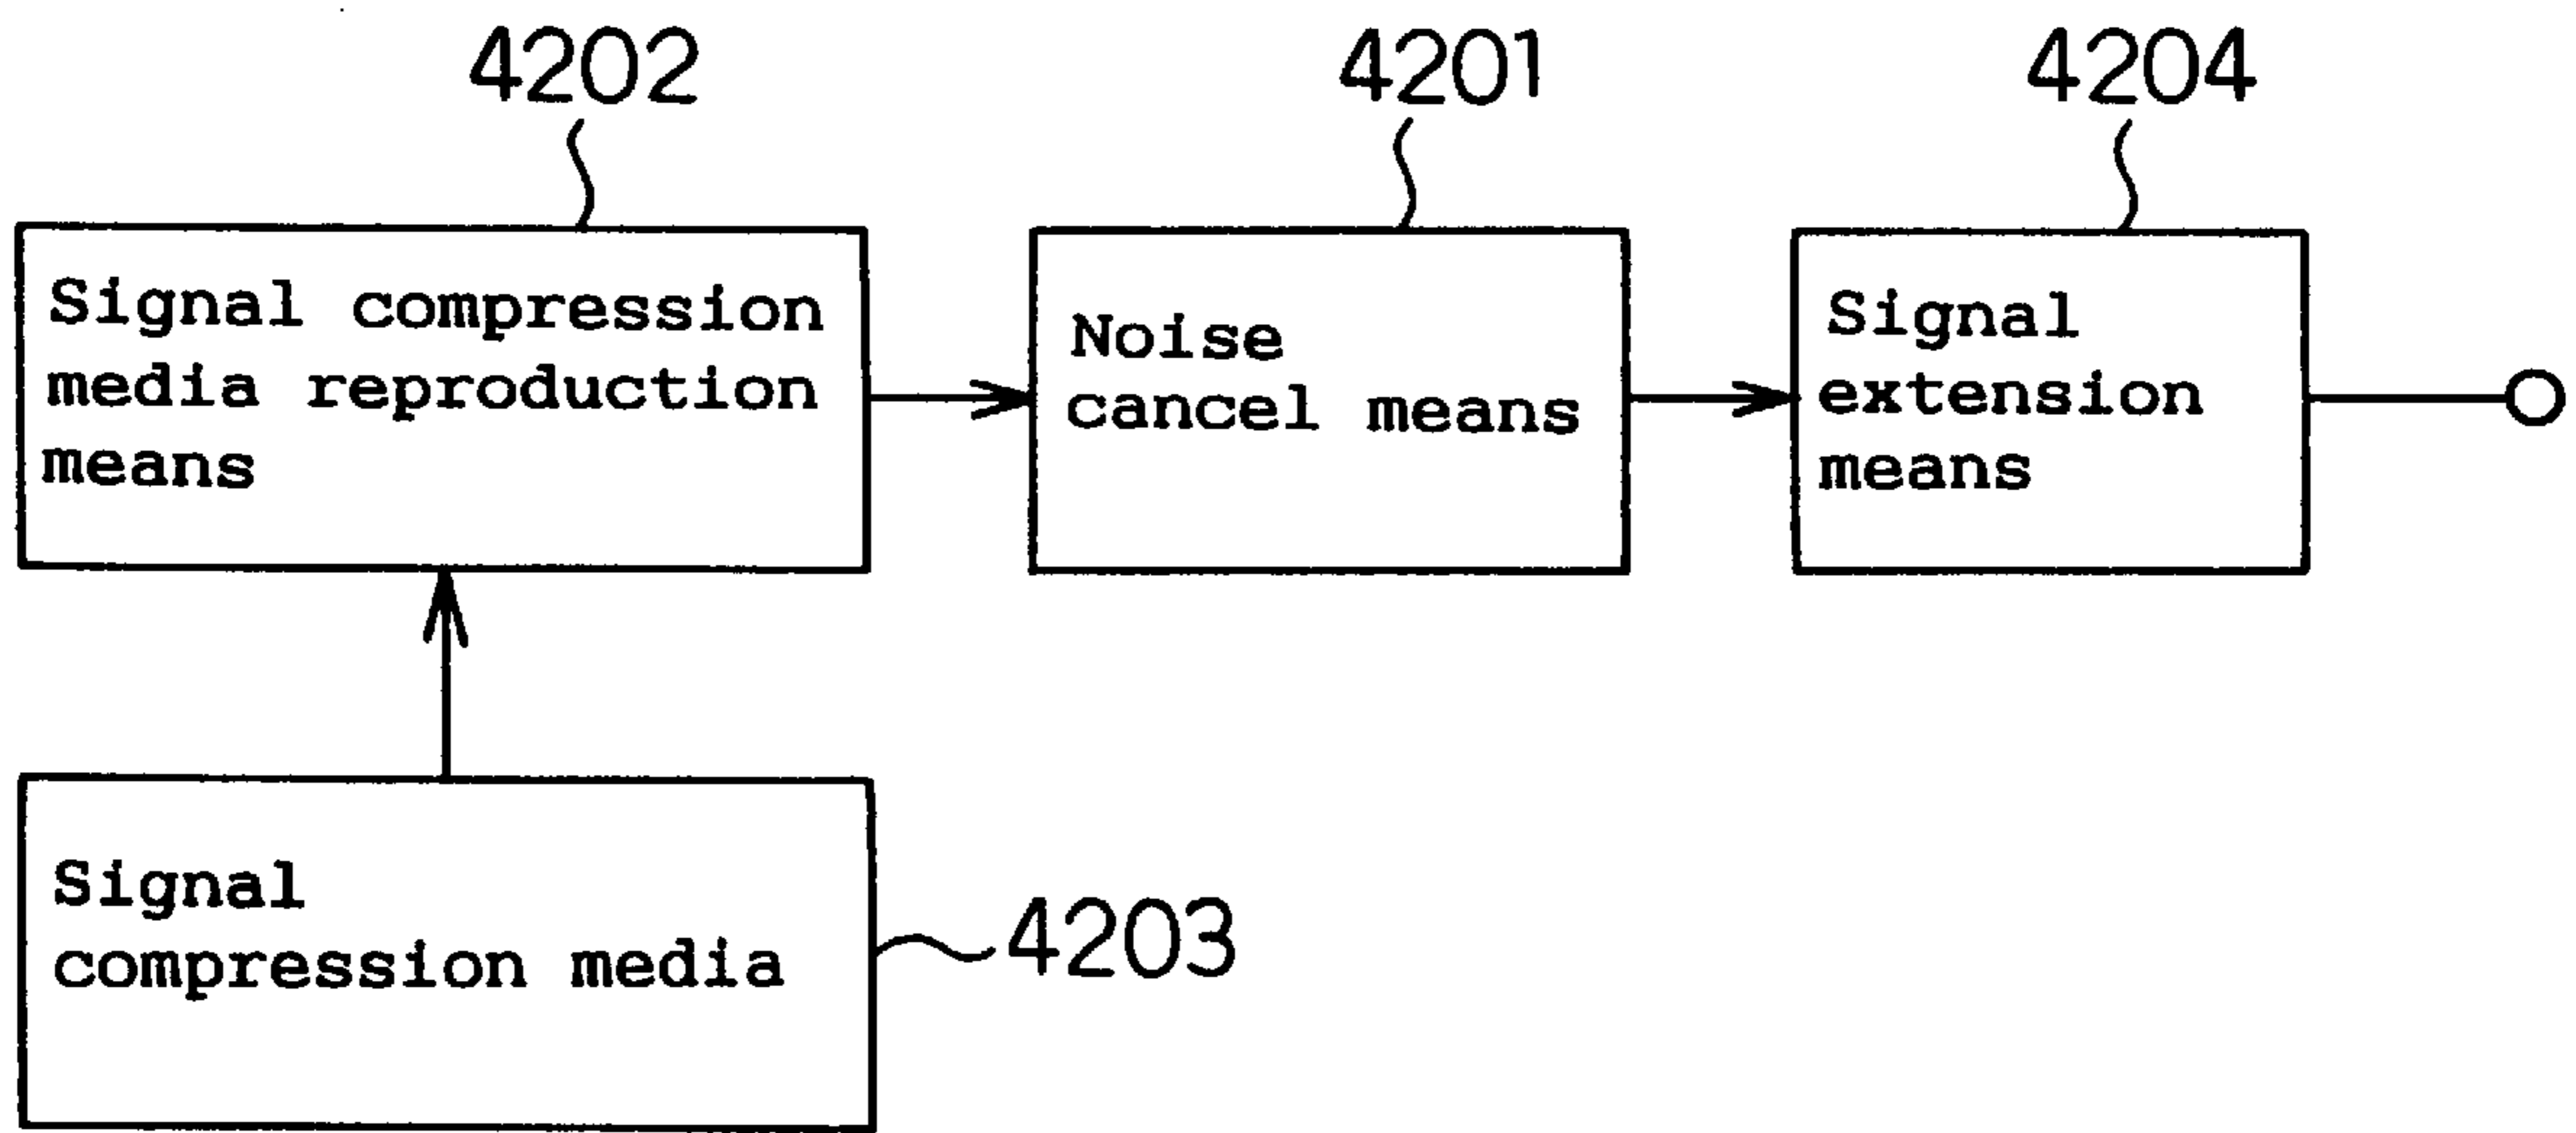 4202
4201
4204
Signal compression
media reproduction
means
Noise
cancel means
Signal
extension
means
Signal
compression media
4203